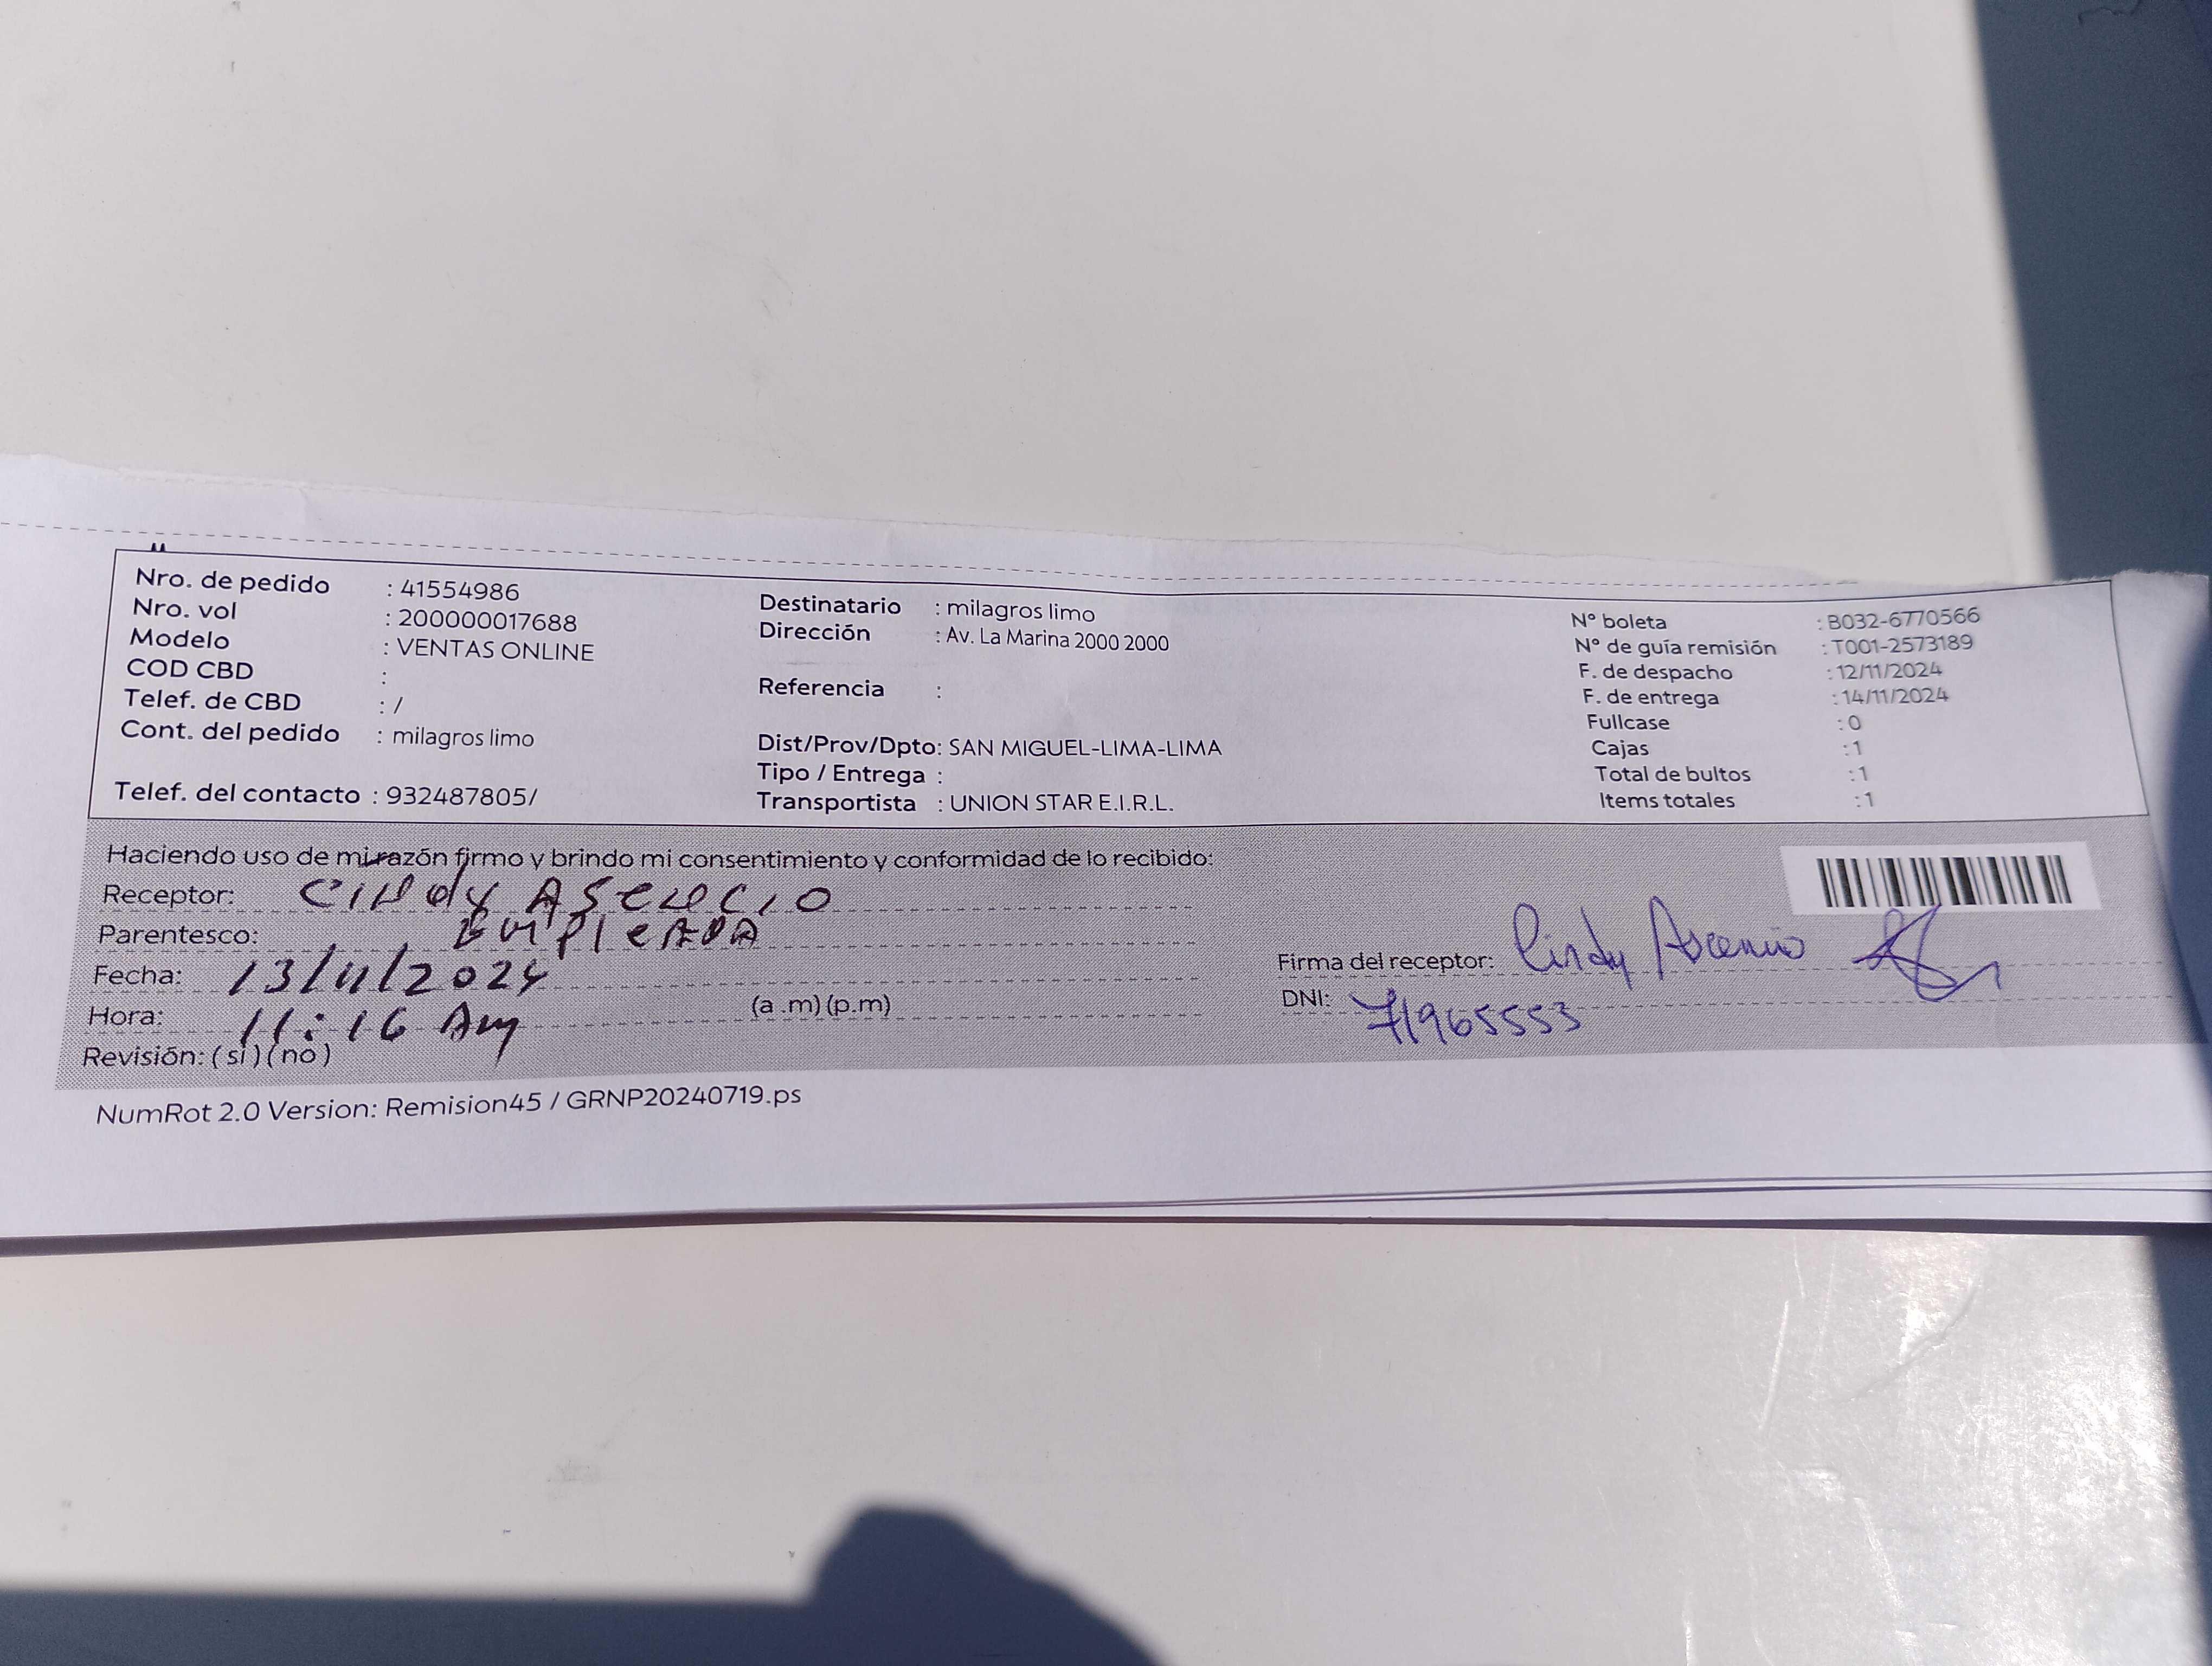 Nro. de pedido : 41554986
Nro. vol : 200000017688
Modelo : VENTAS ONLINE
COD CBD :
Telef. de CBD : /
Cont. del pedido : milagros limo
Telef. del contacto : 932487805/
Destinatario : milagros limo
Dirección : Av. La Marina 2000 2000
Referencia :
Dist/Prov/Dpto: SAN MIGUEL-LIMA-LIMA
Tipo / Entrega :
Transportista : UNION STAR E.I.R.L.
N° boleta : B032-6770566
N° de guía remisión : T001-2573189
F. de despacho : 12/11/2024
F. de entrega : 14/11/2024
Fullcase : 0
Cajas : 1
Total de bultos : 1
Items totales : 1
Haciendo uso de mi razón firmo y brindo mi consentimiento y conformidad de lo recibido:
Receptor: CINdy ASeNCIO
Parentesco: EMPleADA
Fecha: 13/11/2024
Hora: 11:16 Am (a .m) (p.m)
Revisión: ( si ) ( no )
Firma del receptor: Cindy Ascencio
DNI: 71965553
NumRot 2.0 Version: Remision45 / GRNP20240719.ps